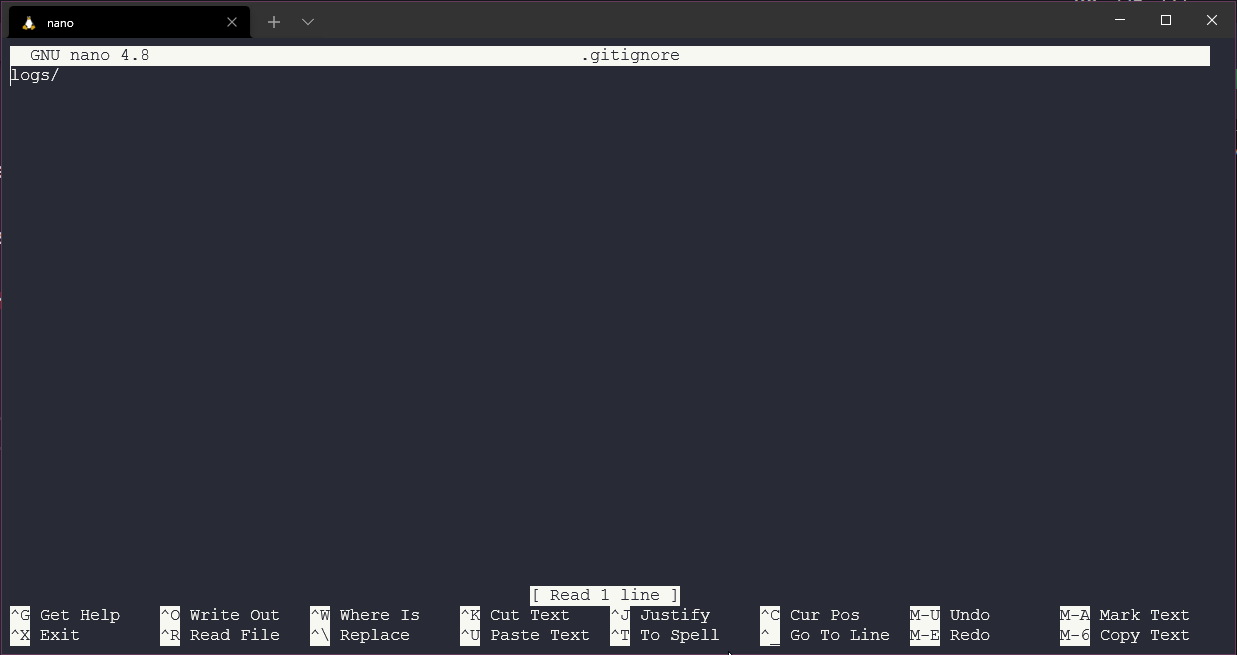 nano
GNU nano 4.8 .gitignore
logs/
[ Read 1 line ]
^G Get Help ^O Write Out ^W Where Is ^K Cut Text ^J Justify ^C Cur Pos M-U Undo M-A Mark Text
^X Exit ^R Read File ^\ Replace ^U Paste Text ^T To Spell ^_ Go To Line M-E Redo M-6 Copy Text